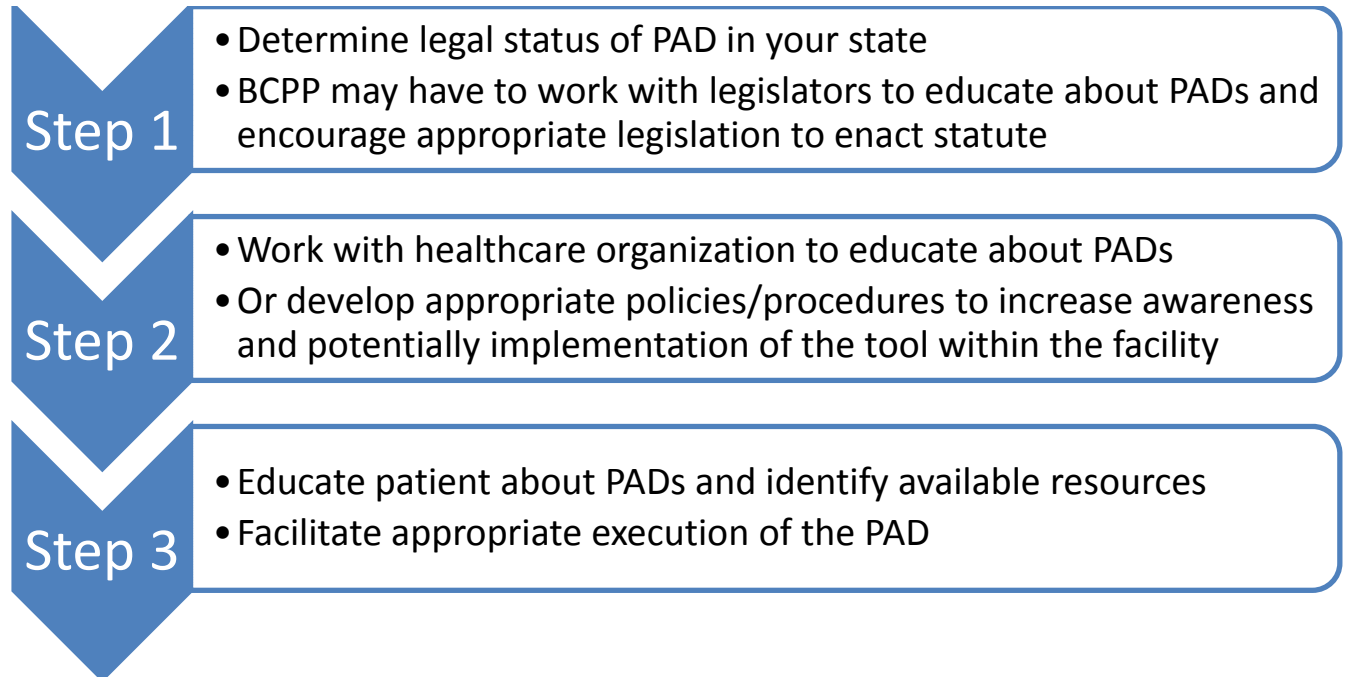 Step 1
•Determine legal status of PAD in your state
•BCPP may have to work with legislators to educate about PADs and
encourage appropriate legislation to enact statute
Step 2
•Work with healthcare organization to educate about PADs
•Or develop appropriate policies/procedures to increase awareness
and potentially implementation of the tool within the facility
Step 3
•Educate patient about PADs and identify available resources
•Facilitate appropriate execution of the PAD